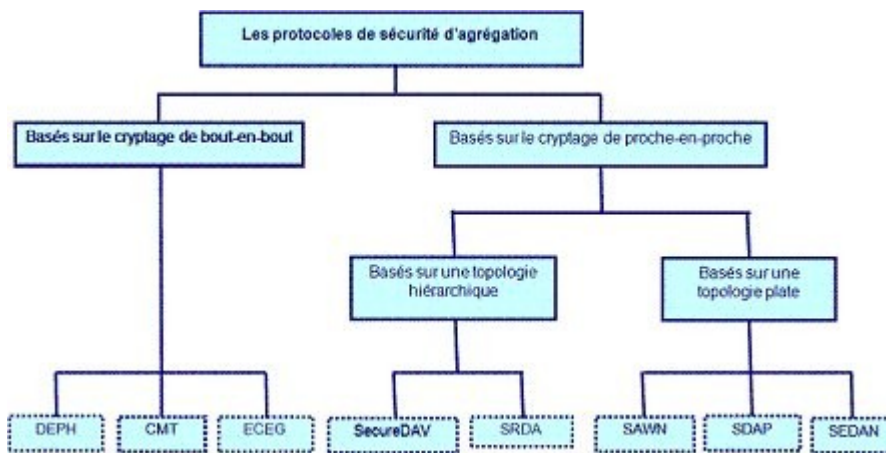 Les protocoles de sécurité d'agrégation
Basés sur le cryptage de bout-en-bout
Basés sur le cryptage de proche-en-proche
Basés sur une topologie
hiérarchique
Basés sur une
topologie plate
DEPH
CMT
ECEG
SecureDAV
SRDA
SAWN
SDAP
SEDAN